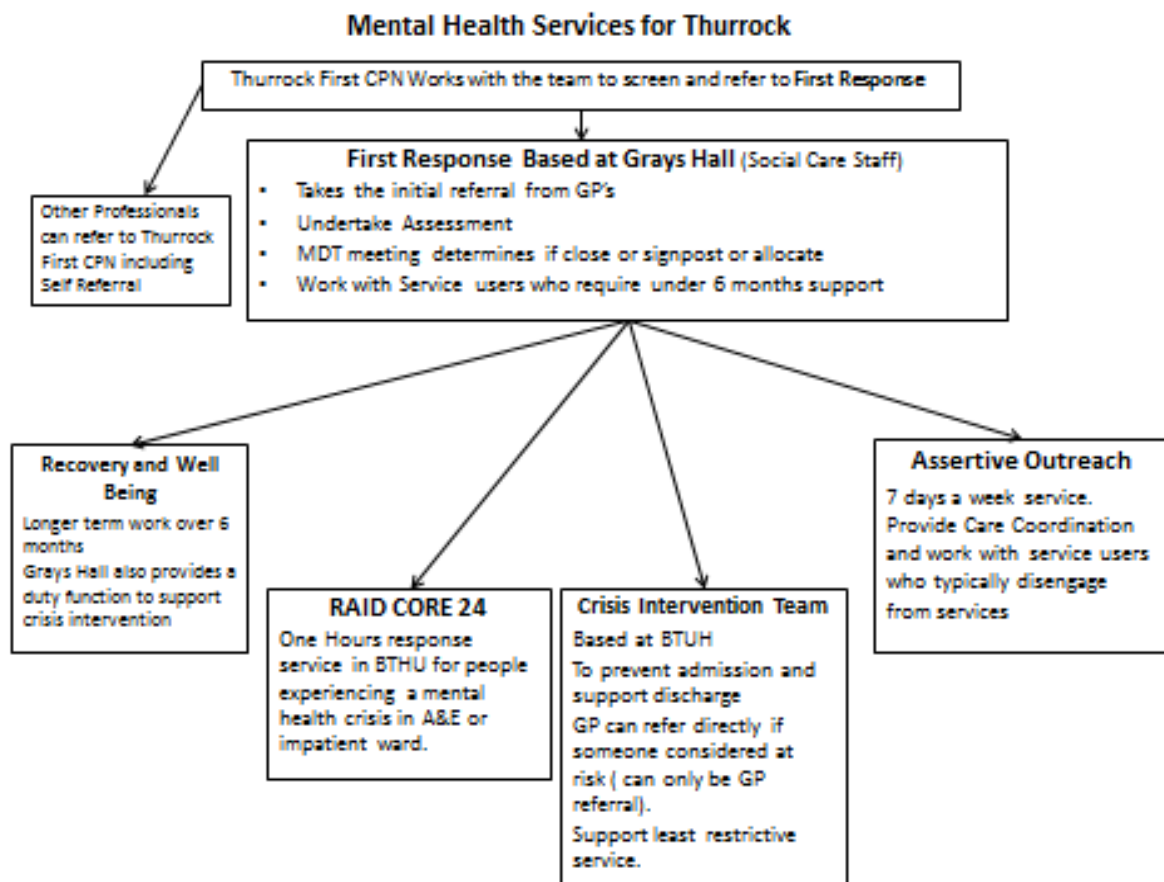 Mental Health Services for Thurrock
Thurrock First CPN Works with the team to screen and refer to First Response
First Response Based at Grays Hall (Social Care Staff)
▪ Takes the initial referral from GP's
▪ Undertake Assessment
▪ MDT meeting determines if close or signpost or allocate
▪ Work with Service users who require under 6 months support
Other Professionals
can refer to Thurrock
First CPN including
Self Referral
Recovery and Well
Being
Longer term work over 6
months
Grays Hall also provides a
duty function to support
crisis intervention
RAID CORE 24
One Hours response
service in BTHU for people
experiencing a mental
health crisis in A&E or
impatient ward.
Crisis Intervention Team
Based at BTUH
To prevent admission and
support discharge
GP can refer directly if
someone considered at
risk ( can only be GP
referral).
Support least restrictive
service.
Assertive Outreach
7 days a week service.
Provide Care Coordination
and work with service users
who typically disengage
from services